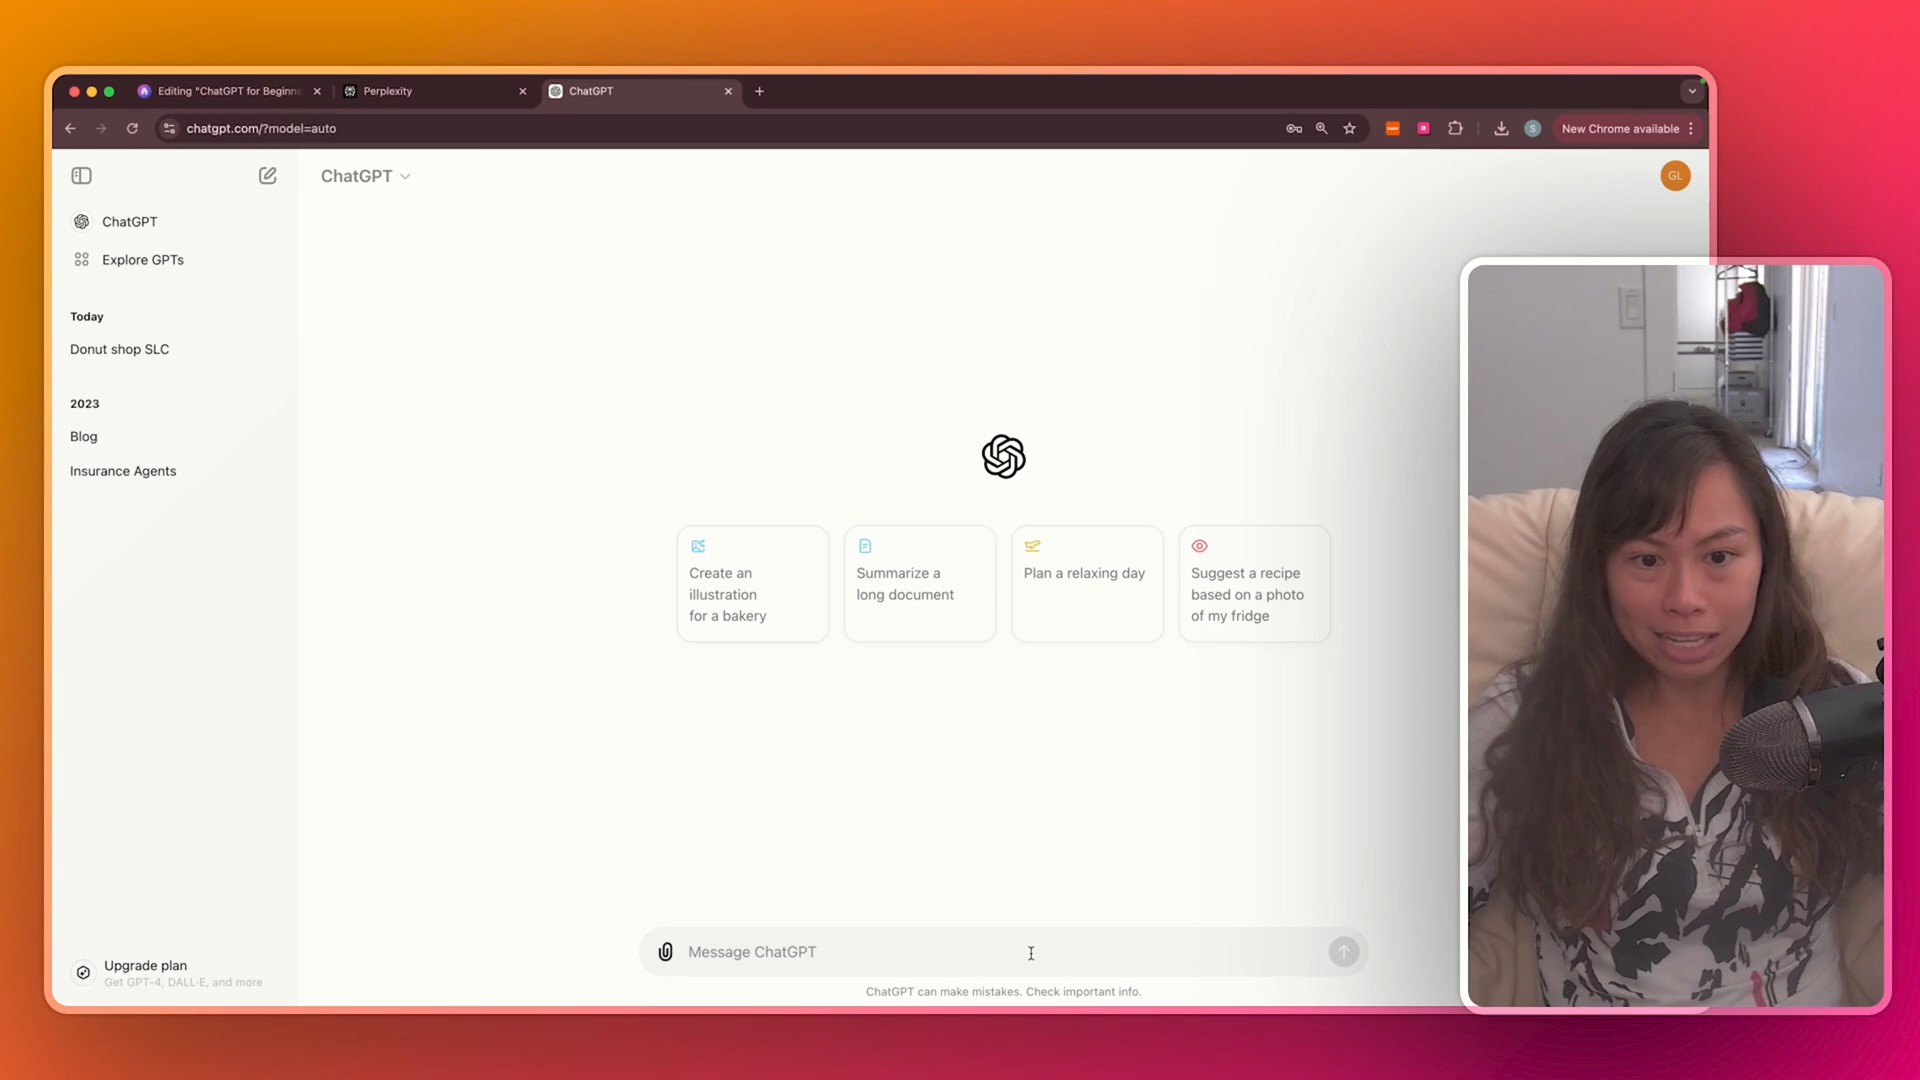 Editing "ChatGPT for Beginne
Perplexity
ChatGPT
chatgpt.com/?model=auto
S
New Chrome available
ChatGPT
GL
ChatGPT
Explore GPTs
Today
Donut shop SLC
2023
Blog
Insurance Agents
Create an
illustration
for a bakery
Summarize a
long document
Plan a relaxing day
Suggest a recipe
based on a photo
of my fridge
Message ChatGPT
Upgrade plan
Get GPT-4, DALL·E, and more
ChatGPT can make mistakes. Check important info.